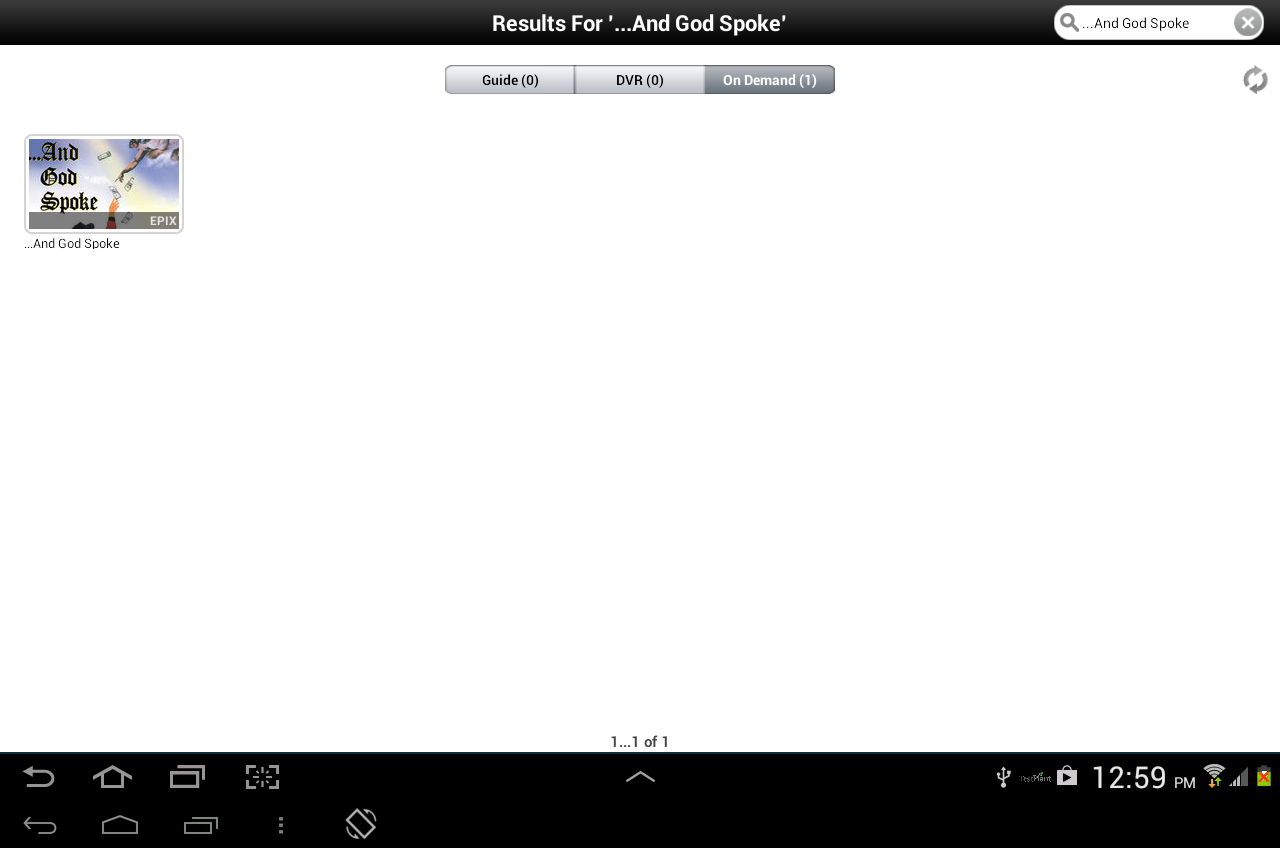 Results For '...And God Spoke'
...And God Spoke
Guide (0)
DVR (0)
On Demand (1)
...And
God
Spoke
EPIX
...And God Spoke
1...1 of 1
TestPlant
12:59 PM